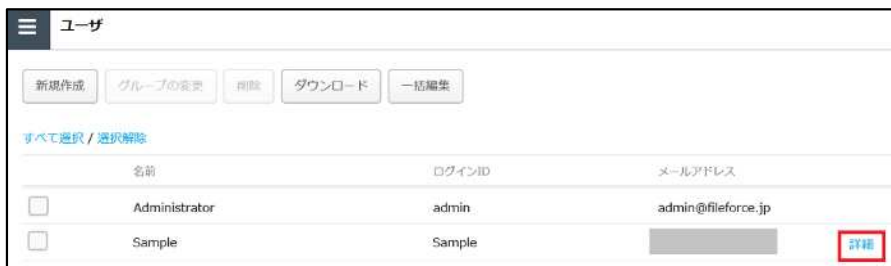 ユーザ
新規作成 グループの変更 削除 ダウンロード 一括編集
すべて選択 / 選択解除
名前 ログインID メールアドレス
Administrator admin admin@fileforce.jp
Sample Sample 詳細